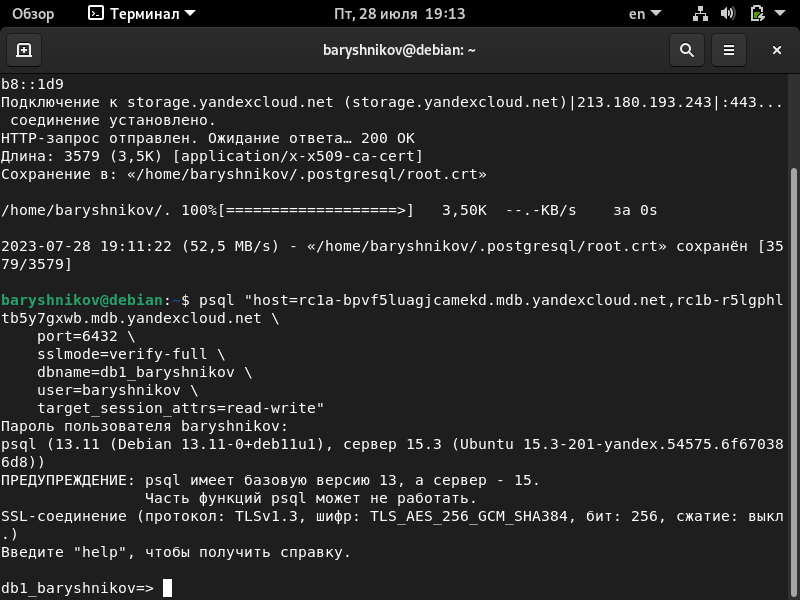 Обзор Терминал Пт, 28 июля 19:13 en
baryshnikov@debian: ~
b8::1d9
Подключение к storage.yandexcloud.net (storage.yandexcloud.net)|213.180.193.243|:443...
соединение установлено.
HTTP-запрос отправлен. Ожидание ответа… 200 OK
Длина: 3579 (3,5K) [application/x-x509-ca-cert]
Сохранение в: «/home/baryshnikov/.postgresql/root.crt»
/home/baryshnikov/. 100%[===================>] 3,50K --.-KB/s за 0s
2023-07-28 19:11:22 (52,5 MB/s) - «/home/baryshnikov/.postgresql/root.crt» сохранён [35
79/3579]
baryshnikov@debian:~$ psql "host=rc1a-bpvf5luagjcamekd.mdb.yandexcloud.net,rc1b-r5lgphl
tb5y7gxwb.mdb.yandexcloud.net \
port=6432 \
sslmode=verify-full \
dbname=db1_baryshnikov \
user=baryshnikov \
target_session_attrs=read-write"
Пароль пользователя baryshnikov:
psql (13.11 (Debian 13.11-0+deb11u1), сервер 15.3 (Ubuntu 15.3-201-yandex.54575.6f67038
6d8))
ПРЕДУПРЕЖДЕНИЕ: psql имеет базовую версию 13, а сервер - 15.
Часть функций psql может не работать.
SSL-соединение (протокол: TLSv1.3, шифр: TLS_AES_256_GCM_SHA384, бит: 256, сжатие: выкл
.)
Введите "help", чтобы получить справку.
db1_baryshnikov=>